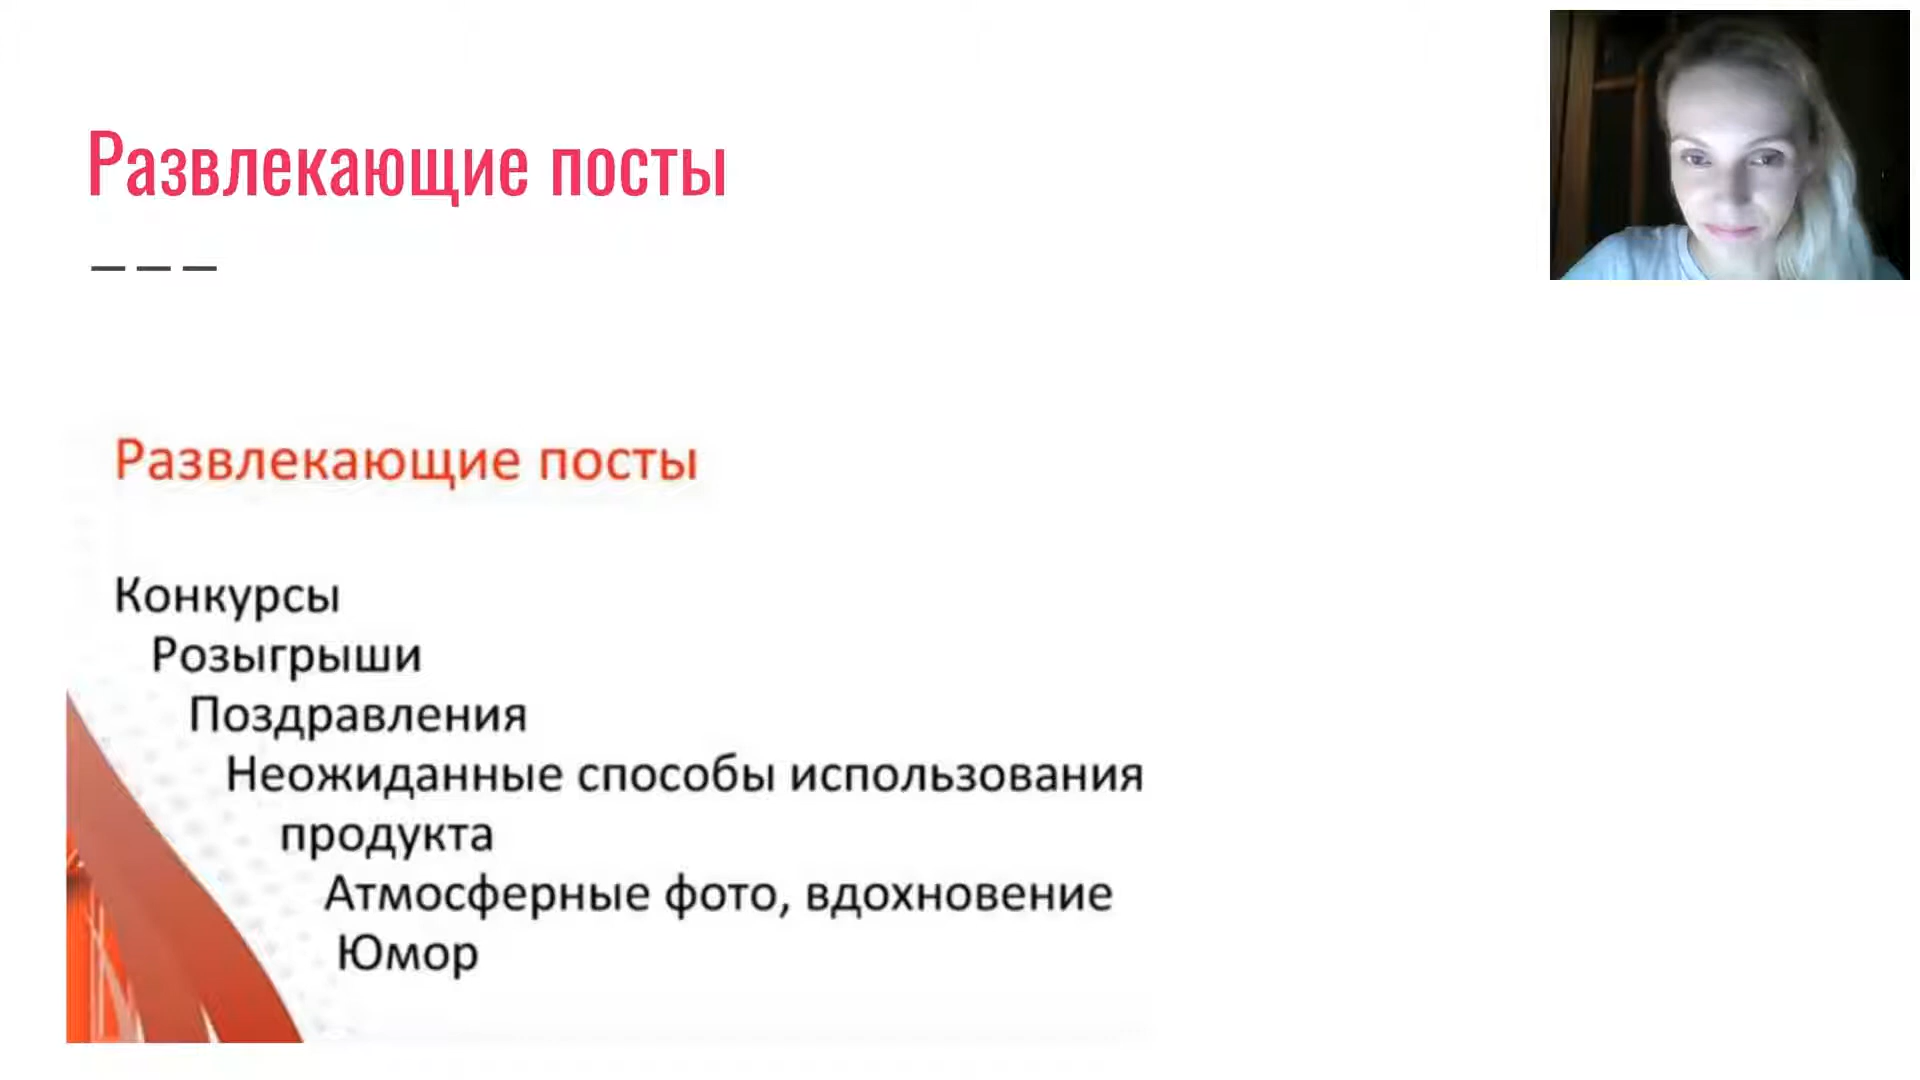 Развлекающие посты
Развлекающие посты
Конкурсы
Розыгрыши
Поздравления
Неожиданные способы использования
продукта
Атмосферные фото, вдохновение
Юмор